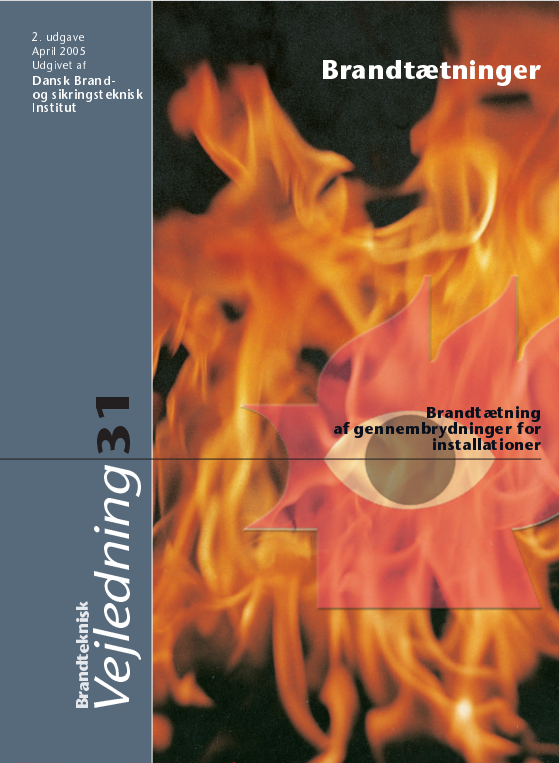 2. udgave
April 2005
Udgivet af
Dansk Brand-
og sikringsteknisk
Institut
Brandtætninger
Brandtætning
af gennembrydninger for
installationer
Brandteknisk
Vejledning 31